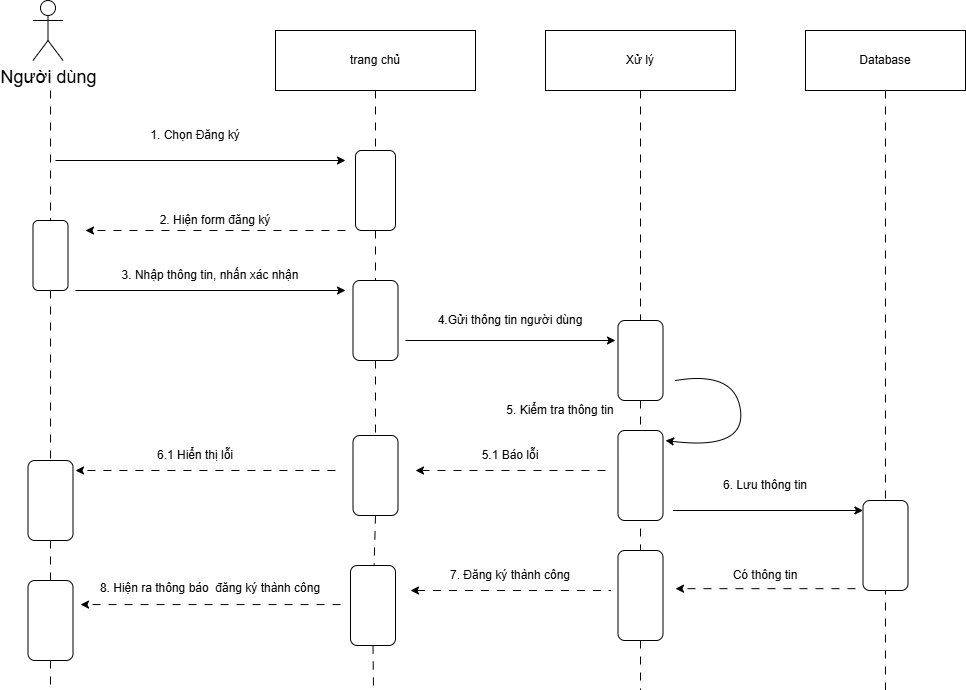 Người dùng
trang chủ
Xử lý
Database
1. Chọn Đăng ký
2. Hiện form đăng ký
3. Nhập thông tin, nhấn xác nhận
4.Gửi thông tin người dùng
5. Kiểm tra thông tin
6.1 Hiển thị lỗi
5.1 Báo lỗi
6. Lưu thông tin
Có thông tin
7. Đăng ký thành công
8. Hiện ra thông báo  đăng ký thành công